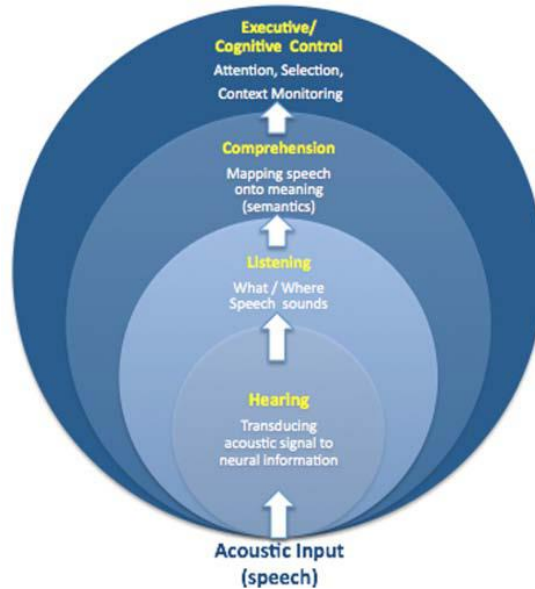 Executive/
Cognitive Control
Attention, Selection,
Context Monitoring
Comprehension
Mapping speech
onto meaning
(semantics)
Listening
What / Where
Speech sounds
Hearing
Transducing
acoustic signal to
neural information
Acoustic Input
(speech)